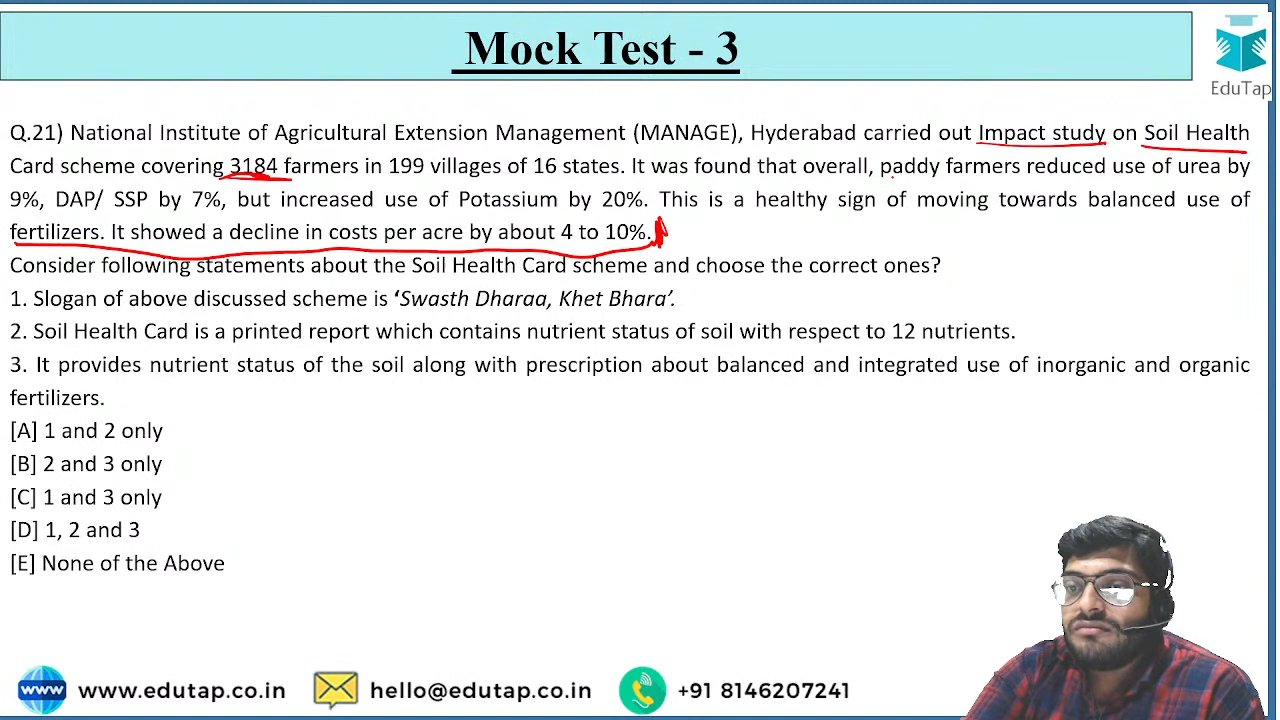 Mock Test - 3
EduTap
Q.21) National Institute of Agricultural Extension Management (MANAGE), Hyderabad carried out Impact study on Soil Health
Card scheme covering 3184 farmers in 199 villages of 16 states. It was found that overall, paddy farmers reduced use of urea by
9%, DAP/ SSP by 7%, but increased use of Potassium by 20%. This is a healthy sign of moving towards balanced use of
fertilizers. It showed a decline in costs per acre by about 4 to 10%.
Consider following statements about the Soil Health Card scheme and choose the correct ones?
1. Slogan of above discussed scheme is ‘Swasth Dharaa, Khet Bhara’.
2. Soil Health Card is a printed report which contains nutrient status of soil with respect to 12 nutrients.
3. It provides nutrient status of the soil along with prescription about balanced and integrated use of inorganic and organic
fertilizers.
[A] 1 and 2 only
[B] 2 and 3 only
[C] 1 and 3 only
[D] 1, 2 and 3
[E] None of the Above
www www.edutap.co.in hello@edutap.co.in +91 8146207241